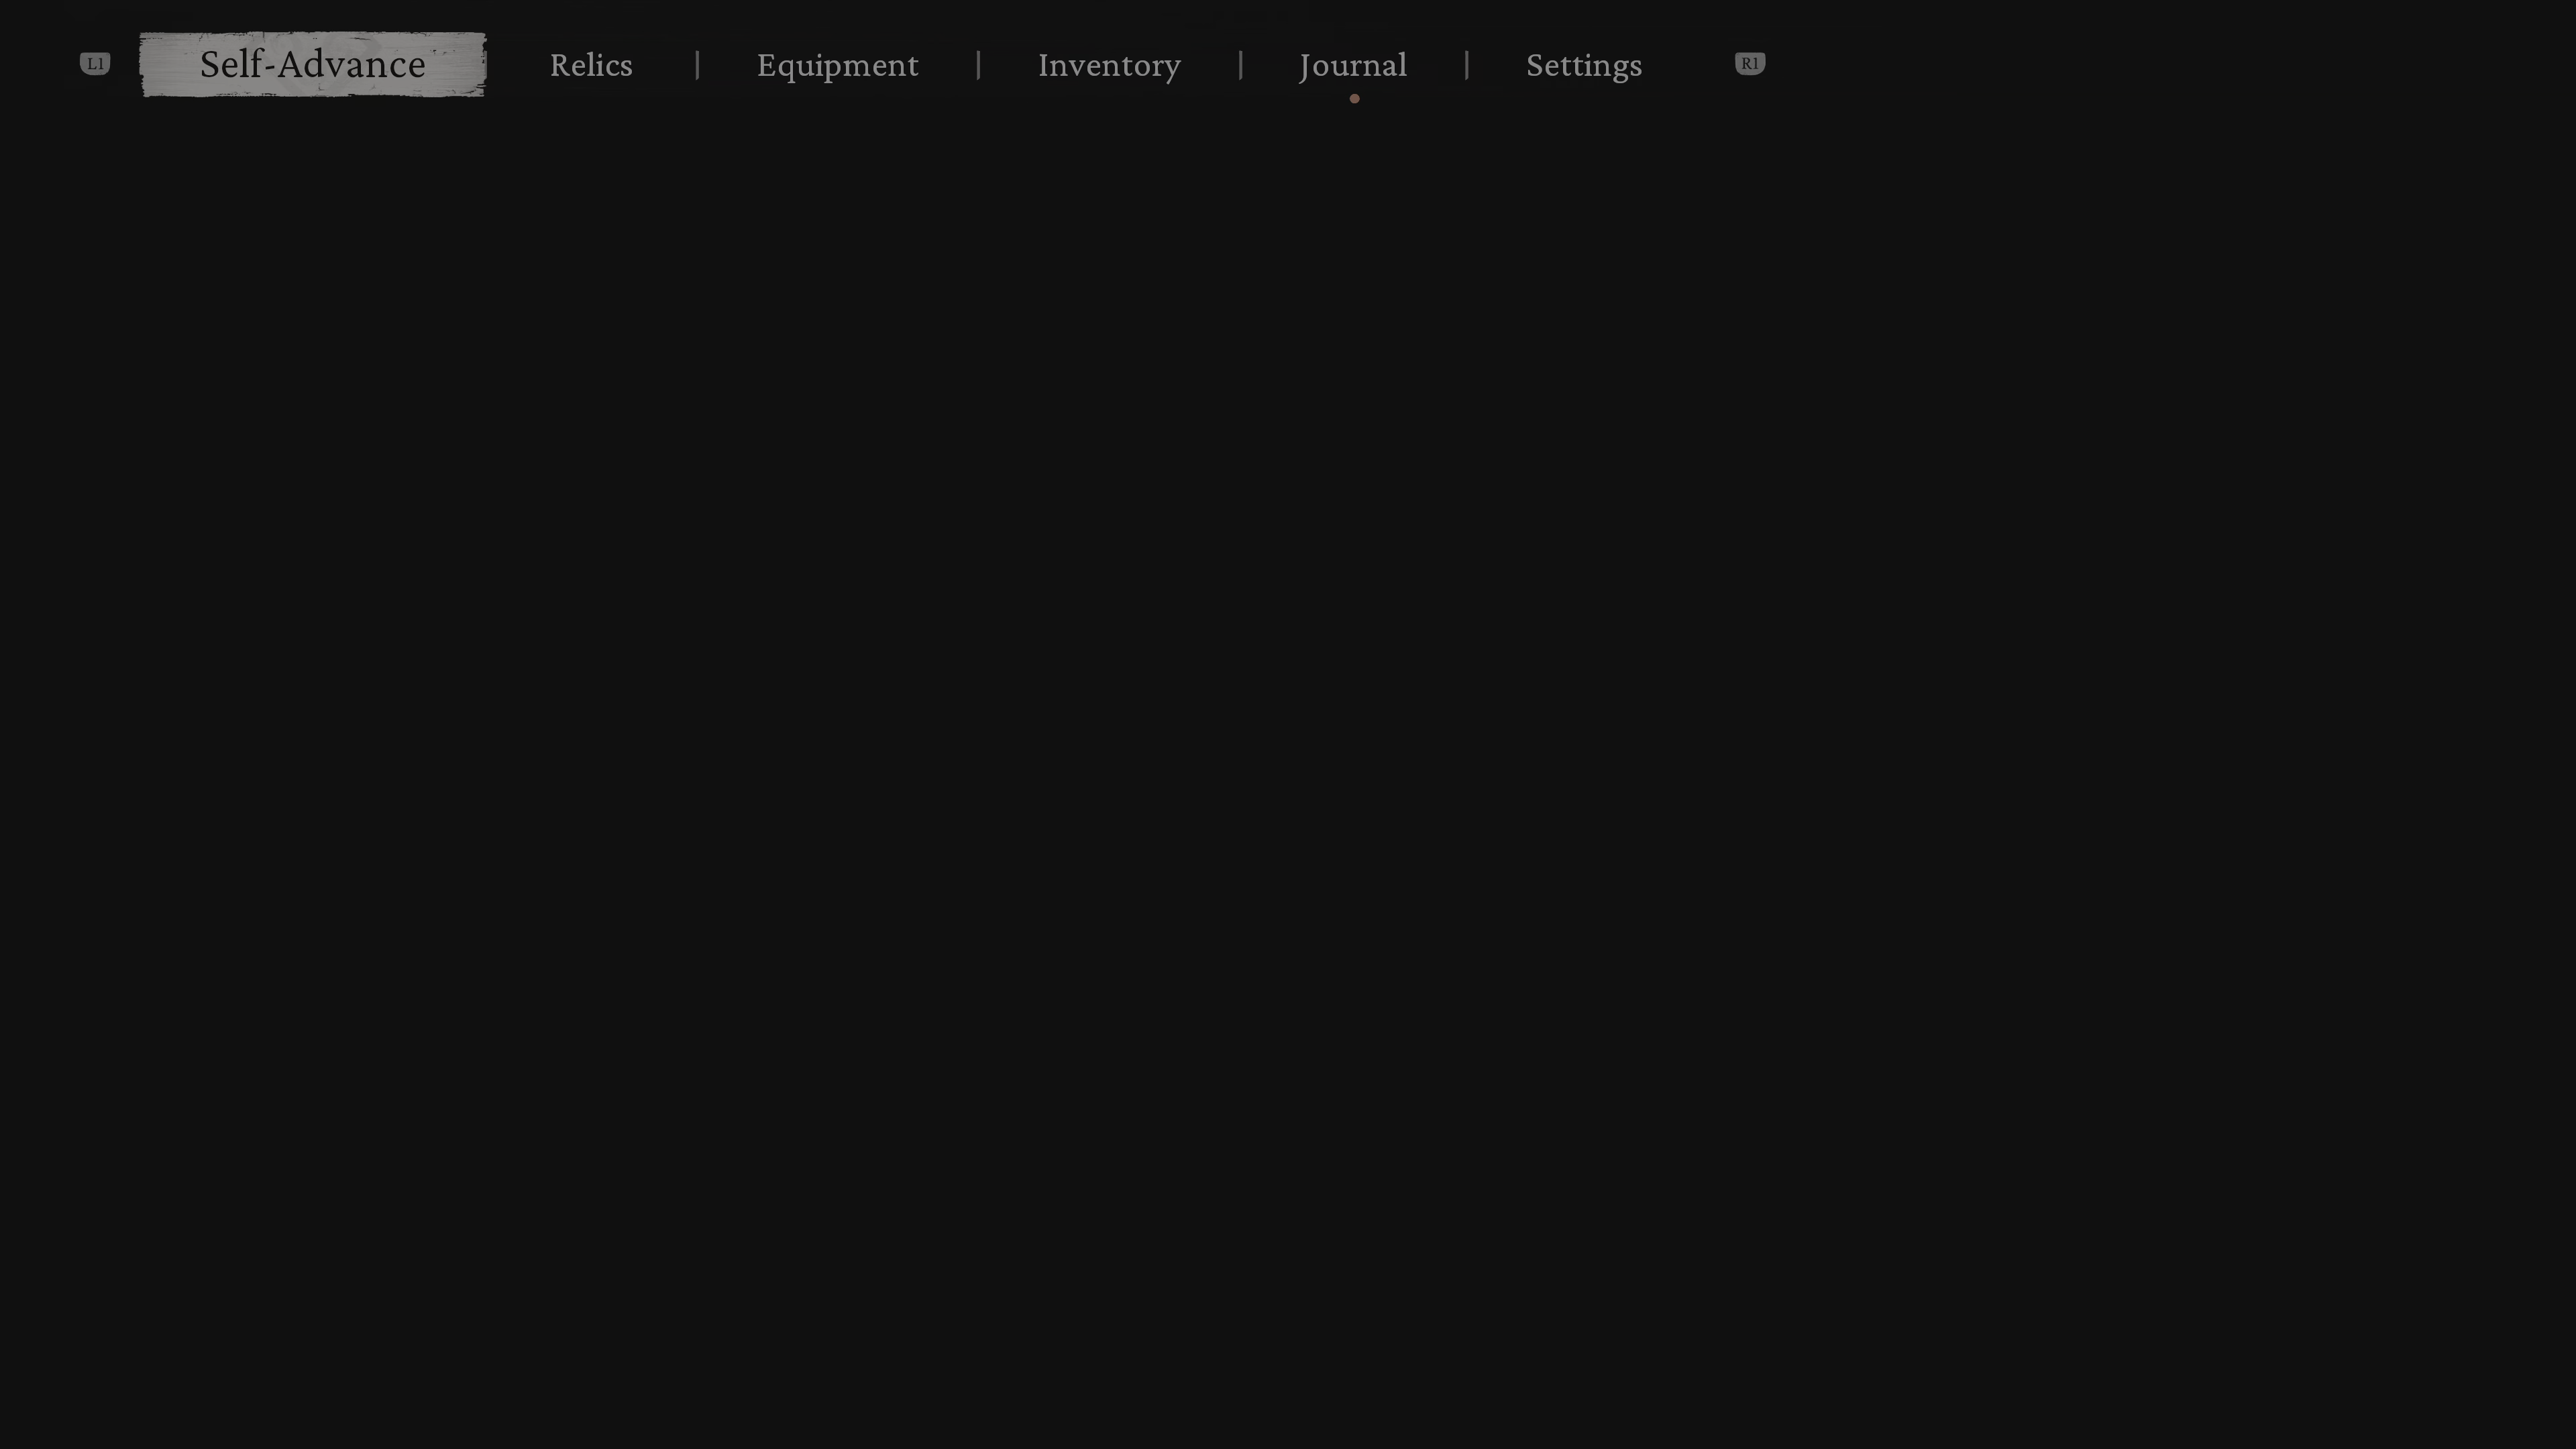 L1 Self-Advance Relics | Equipment | Inventory | Journal | Settings R1